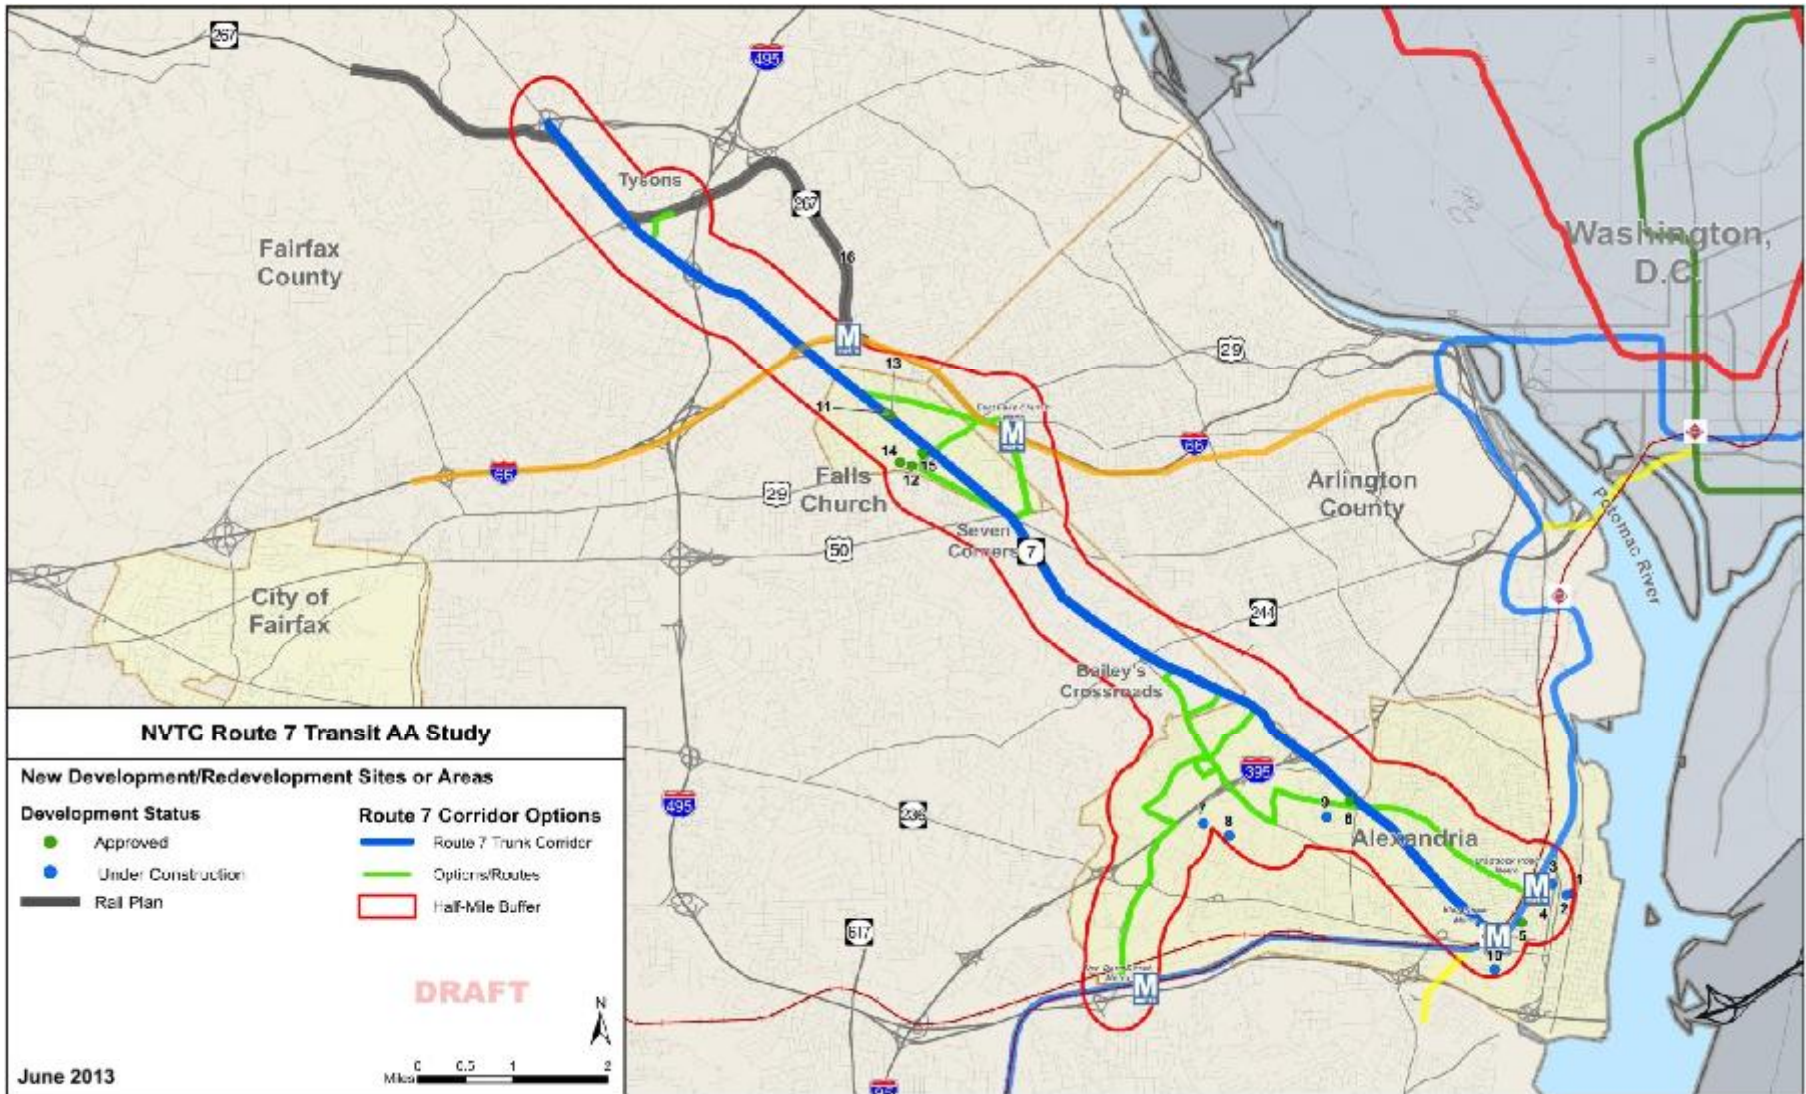 267
495
Tysons
267
Fairfax
County
16
Washington,
D.C.
M
13
29
11
M
66
14
15
12
66
Falls
Church
29
Arlington
County
Potomac River
Seven
Corners
7
50
City of
Fairfax
244
Bailey's
Crossroads
395
495
236
7
8
9
6
Alexandria
3
M
1
2
4
5
M
10
617
M
95
NVTC Route 7 Transit AA Study
New Development/Redevelopment Sites or Areas
Development Status
Approved
Under Construction
Rail Plan
Route 7 Corridor Options
Route 7 Trunk Corridor
Options/Routes
Half-Mile Buffer
DRAFT
N
0 0.5 1 2
Miles
June 2013